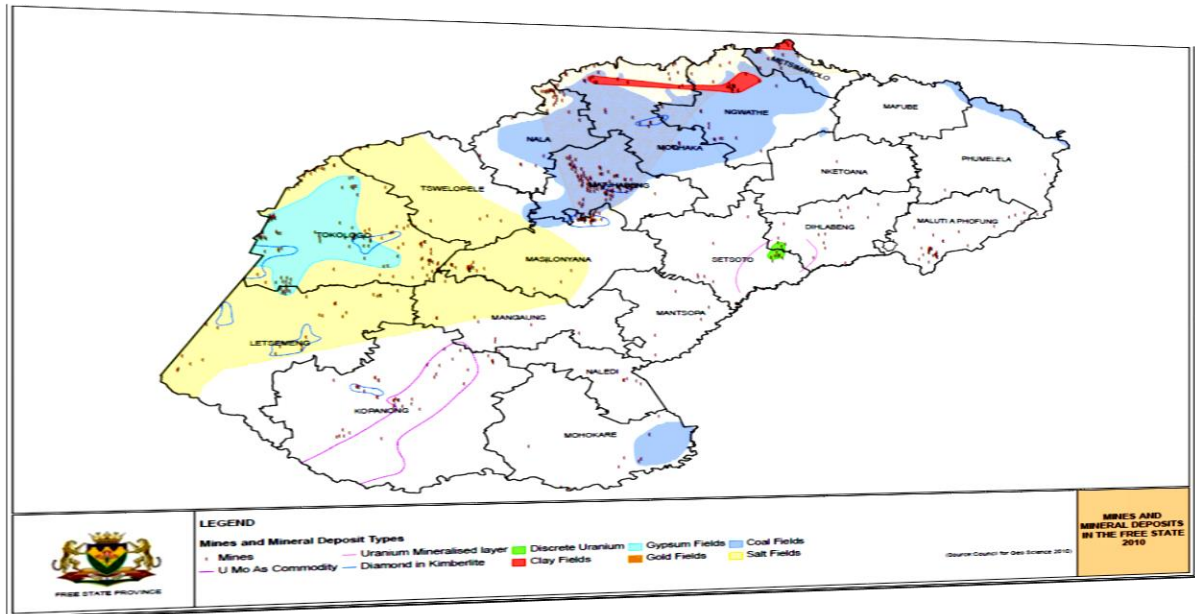 METSIMAHOLO
MAFUBE
NGWATHE
NALA
MOQHAKA
PHUMELELA
NKETOANA
MATJHABENG
TSWELOPELE
MALUTI A PHOFUNG
DIHLABENG
TOKOLOGO
MASILONYANA
SETSOTO
MANTSOPA
MANGAUNG
LETSEMENG
NALEDI
KOPANONG
MOHOKARE
FREE STATE PROVINCE
LEGEND
Mines and Mineral Deposit Types
Mines
U Mo As Commodity
Uranium Mineralised layer
Diamond in Kimberlite
Discrete Uranium
Clay Fields
Gypsum Fields
Gold Fields
Coal Fields
Salt Fields
(Source Council for Geo Science 2010)
MINES AND
MINERAL DEPOSITS
IN THE FREE STATE
2010